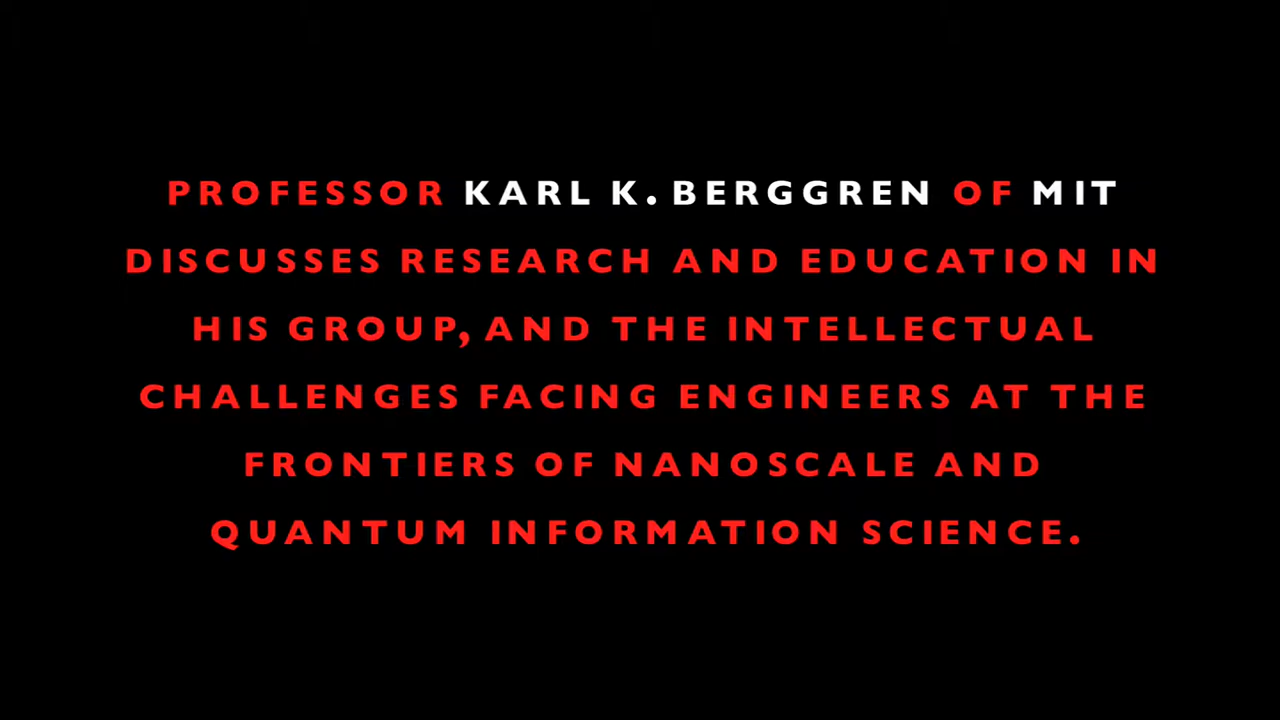 PROFESSOR KARL K. BERGGREN OF MIT
DISCUSSES RESEARCH AND EDUCATION IN
HIS GROUP, AND THE INTELLECTUAL
CHALLENGES FACING ENGINEERS AT THE
FRONTIERS OF NANOSCALE AND
QUANTUM INFORMATION SCIENCE.